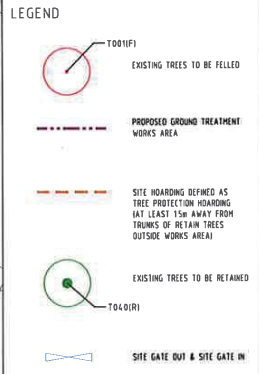 LEGEND
T001(F)
EXISTING TREES TO BE FELLED
PROPOSED GROUND TREATMENT
WORKS AREA
SITE HOARDING DEFINED AS
TREE PROTECTION HOARDING
(AT LEAST 15m AWAY FROM
TRUNKS OF RETAIN TREES
OUTSIDE WORKS AREA)
EXISTING TREES TO BE RETAINED
T040(R)
SITE GATE OUT & SITE GATE IN